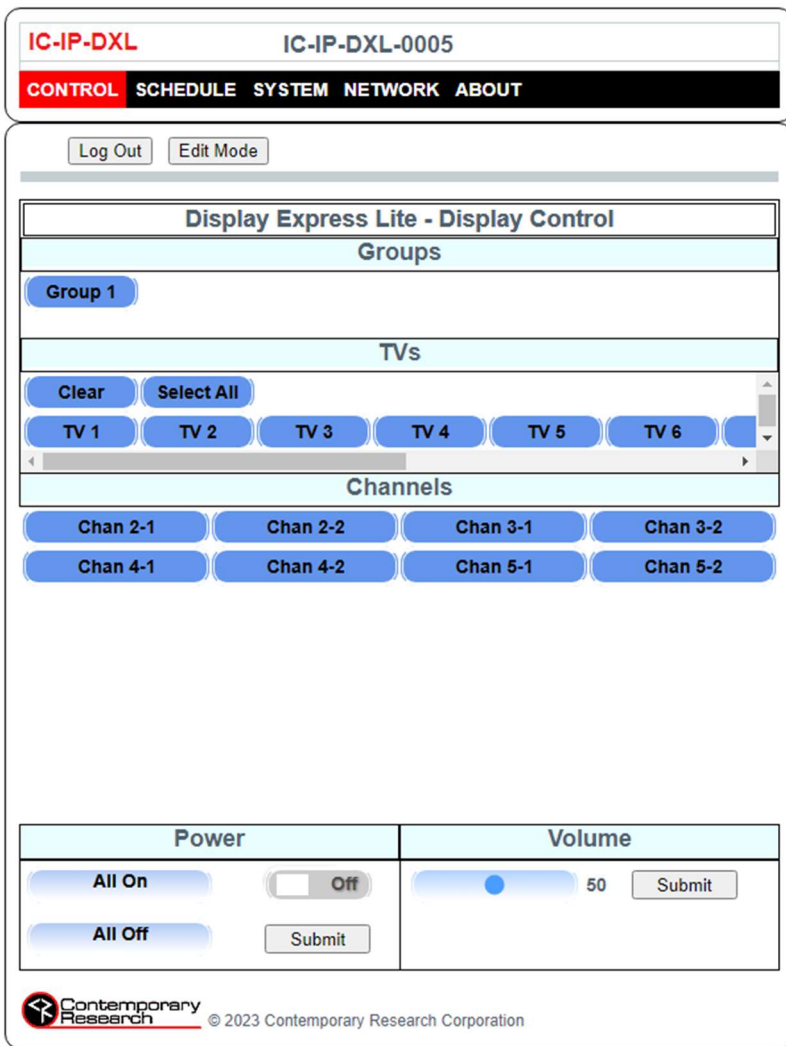 IC-IP-DXL IC-IP-DXL-0005
CONTROL SCHEDULE SYSTEM NETWORK ABOUT
Log Out Edit Mode
Display Express Lite - Display Control
Groups
Group 1
TVs
Clear Select All
TV 1 TV 2 TV 3 TV 4 TV 5 TV 6
Channels
Chan 2-1 Chan 2-2 Chan 3-1 Chan 3-2
Chan 4-1 Chan 4-2 Chan 5-1 Chan 5-2
Power Volume
All On Off 50 Submit
All Off Submit
Contemporary
Research © 2023 Contemporary Research Corporation